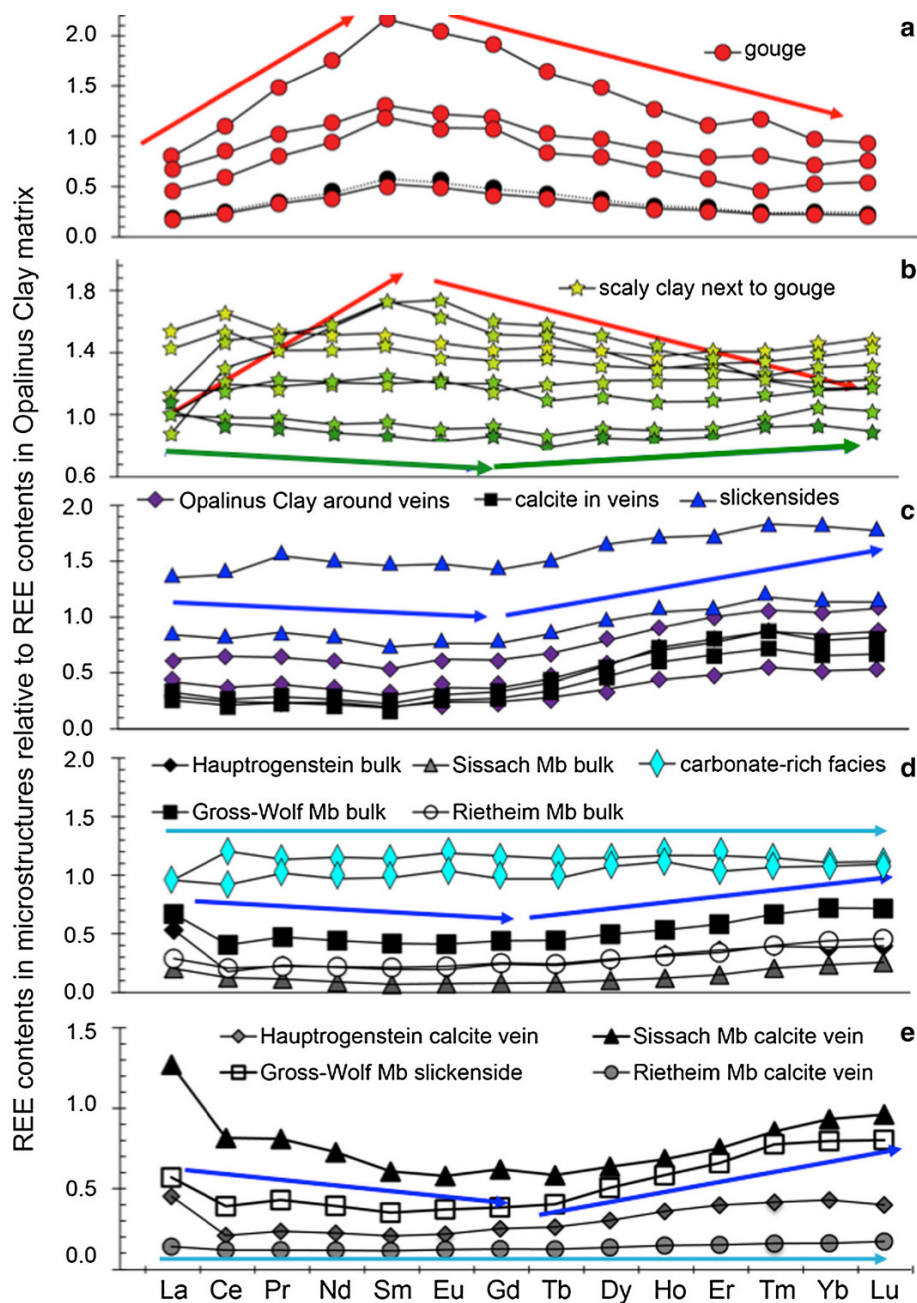 REE contents in microstructures relative to REE contents in Opalinus Clay matrix
a
gouge
2.0
1.5
1.0
0.5
0.0
b
scaly clay next to gouge
1.8
1.4
1.0
0.6
c
Opalinus Clay around veins
calcite in veins
slickensides
2.0
1.5
1.0
0.5
0.0
d
Hauptrogenstein bulk
Sissach Mb bulk
carbonate-rich facies
Gross-Wolf Mb bulk
Rietheim Mb bulk
2.0
1.5
1.0
0.5
0.0
e
Hauptrogenstein calcite vein
Sissach Mb calcite vein
Gross-Wolf Mb slickenside
Rietheim Mb calcite vein
1.5
1.0
0.5
0.0
La Ce Pr Nd Sm Eu Gd Tb Dy Ho Er Tm Yb Lu